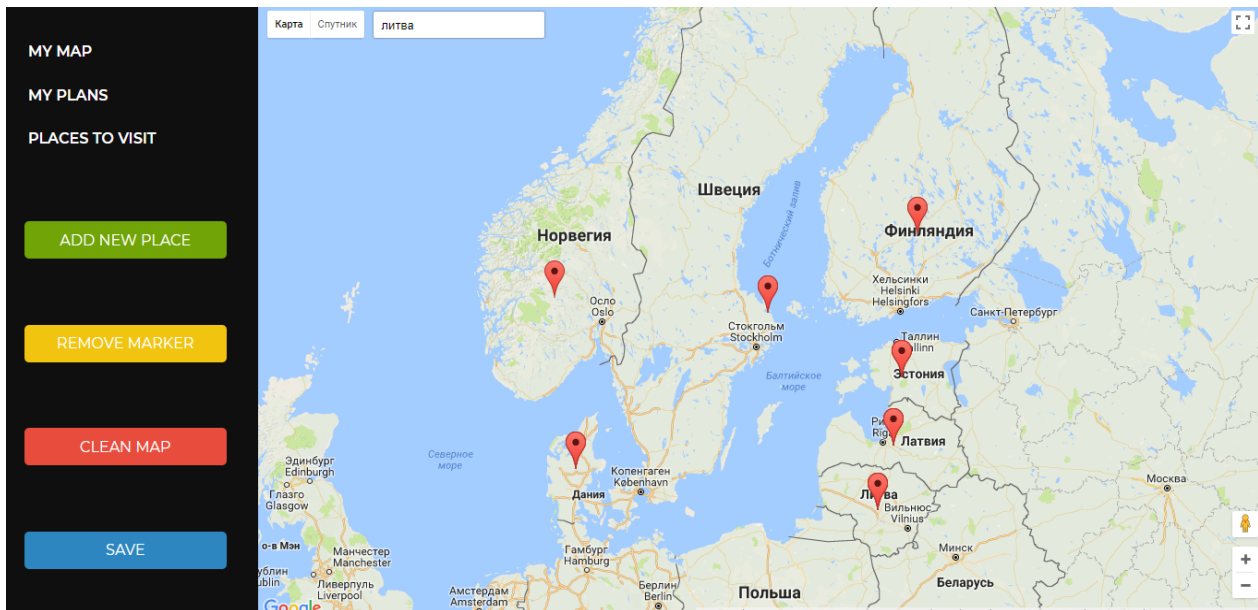 MY MAP
MY PLANS
PLACES TO VISIT
ADD NEW PLACE
REMOVE MARKER
CLEAN MAP
SAVE
Карта Спутник
литва
Швеция
Ботнический залив
Норвегия
Финляндия
Хельсинки
Helsinki
Helsingfors
Осло
Oslo
Санкт-Петербург
Стокгольм
Stockholm
Таллин
Эстония
Балтийское
море
Латвия
Северное
море
Эдинбург
Edinburgh
Копенгаген
København
Дания
Москва
Глазго
Glasgow
Вильнюс
Vilnius
о-в Мэн
Манчестер
Manchester
Гамбург
Hamburg
Минск
Ливерпуль
Liverpool
Берлин
Berlin
Амстердам
Amsterdam
Польша
Беларусь
Google
+
−